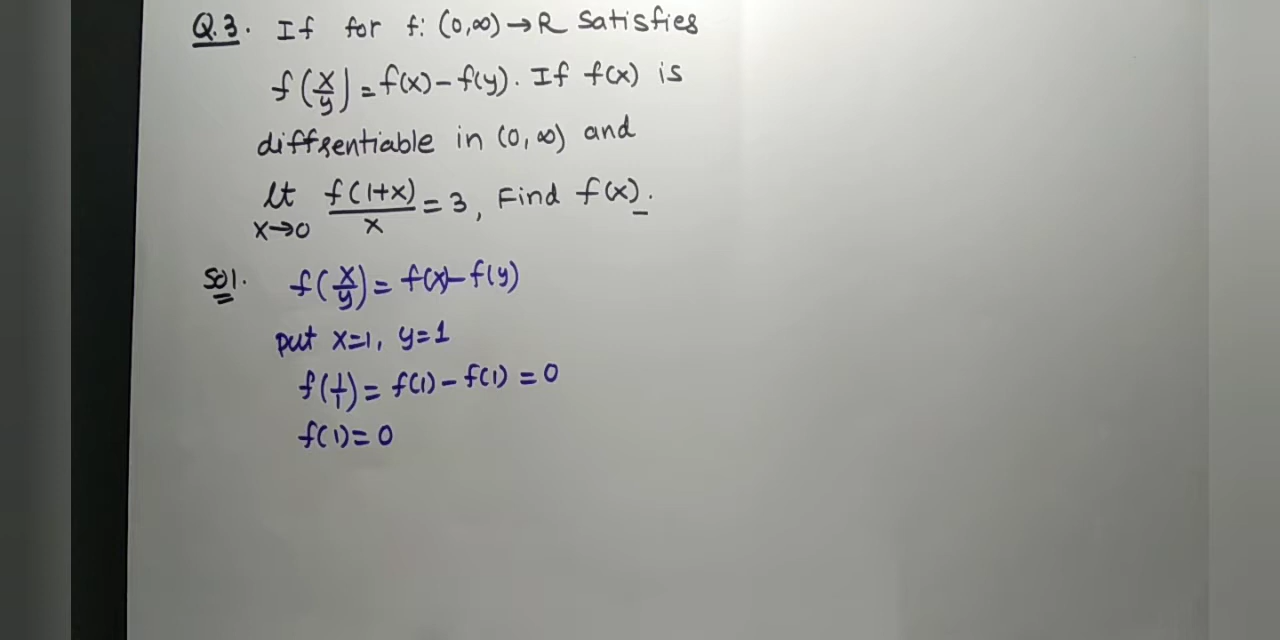 Q.3. If for f: (0,∞)→R Satisfies
f(x/y) = f(x) - f(y). If f(x) is
diffrentiable in (0,∞) and
lt x→0 f(1+x)/x = 3, Find f(x).
Sol. f(x/y) = f(x) - f(y)
put x=1, y=1
f(1/1) = f(1) - f(1) = 0
f(1) = 0